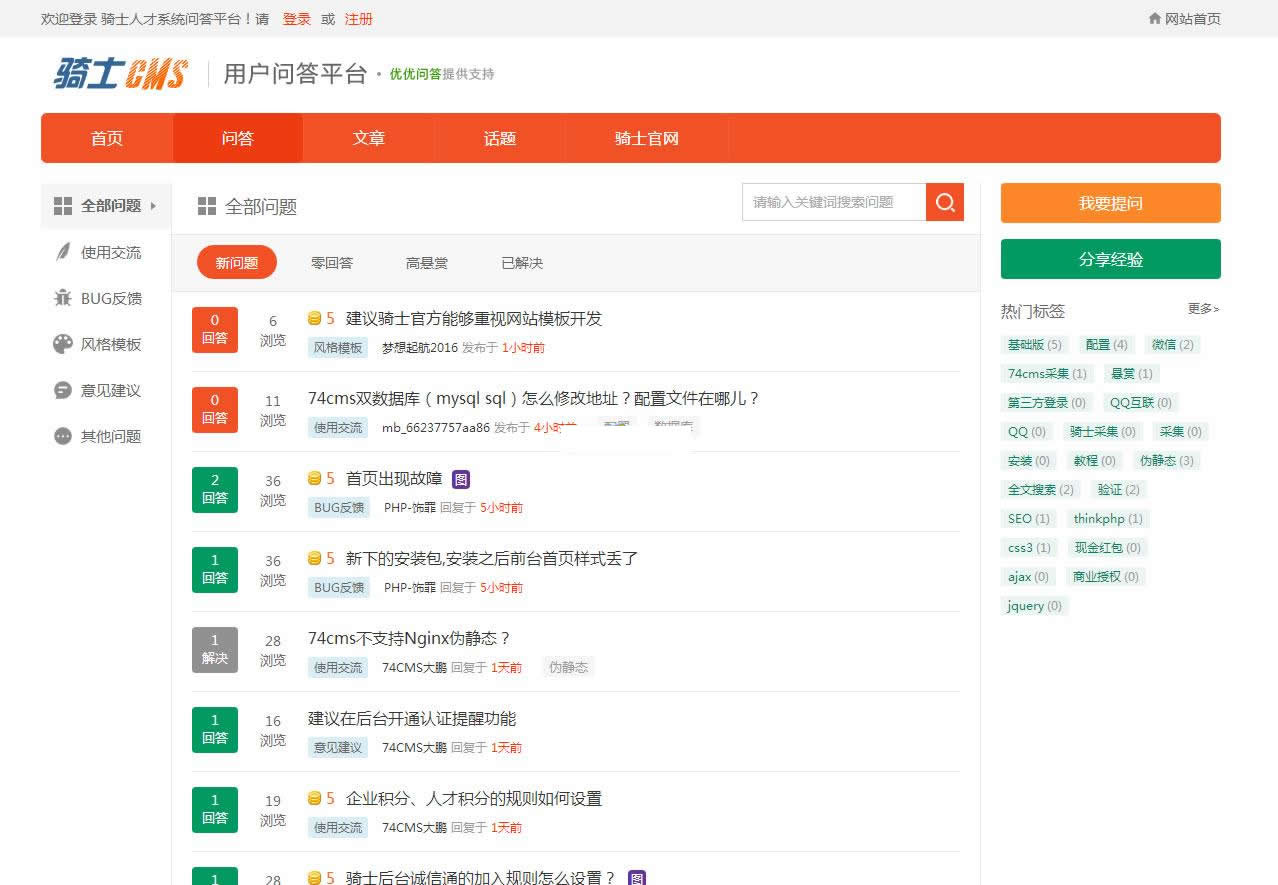 欢迎登录 骑士人才系统问答平台！请 登录 或 注册
网站首页
骑士CMS
用户问答平台 • 优优问答提供支持
首页 问答 文章 话题 骑士官网
全部问题
使用交流
BUG反馈
风格模板
意见建议
其他问题
全部问题
请输入关键词搜索问题
新问题 零回答 高悬赏 已解决
0 回答
6 浏览
5 建议骑士官方能够重视网站模板开发
风格模板 梦想起航2016 发布于 1小时前
0 回答
11 浏览
74cms双数据库（mysql sql）怎么修改地址？配置文件在哪儿？
使用交流 mb_66237757aa86 发布于 4小时前 配置 数据库
2 回答
36 浏览
5 首页出现故障 图
BUG反馈 PHP-饰罪 回复于 5小时前
1 回答
36 浏览
5 新下的安装包,安装之后前台首页样式丢了
BUG反馈 PHP-饰罪 回复于 5小时前
1 解决
28 浏览
74cms不支持Nginx伪静态？
使用交流 74CMS大鹏 回复于 1天前 伪静态
1 回答
16 浏览
建议在后台开通认证提醒功能
意见建议 74CMS大鹏 回复于 1天前
1 回答
19 浏览
5 企业积分、人才积分的规则如何设置
使用交流 74CMS大鹏 回复于 1天前
1
28
5 骑士后台诚信通的加入规则怎么设置？ 图
我要提问
分享经验
热门标签 更多>
基础版 (5) 配置 (4) 微信 (2)
74cms采集 (1) 悬赏 (1)
第三方登录 (0) QQ互联 (0)
QQ (0) 骑士采集 (0) 采集 (0)
安装 (0) 教程 (0) 伪静态 (3)
全文搜索 (2) 验证 (2)
SEO (1) thinkphp (1)
css3 (1) 现金红包 (0)
ajax (0) 商业授权 (0)
jquery (0)